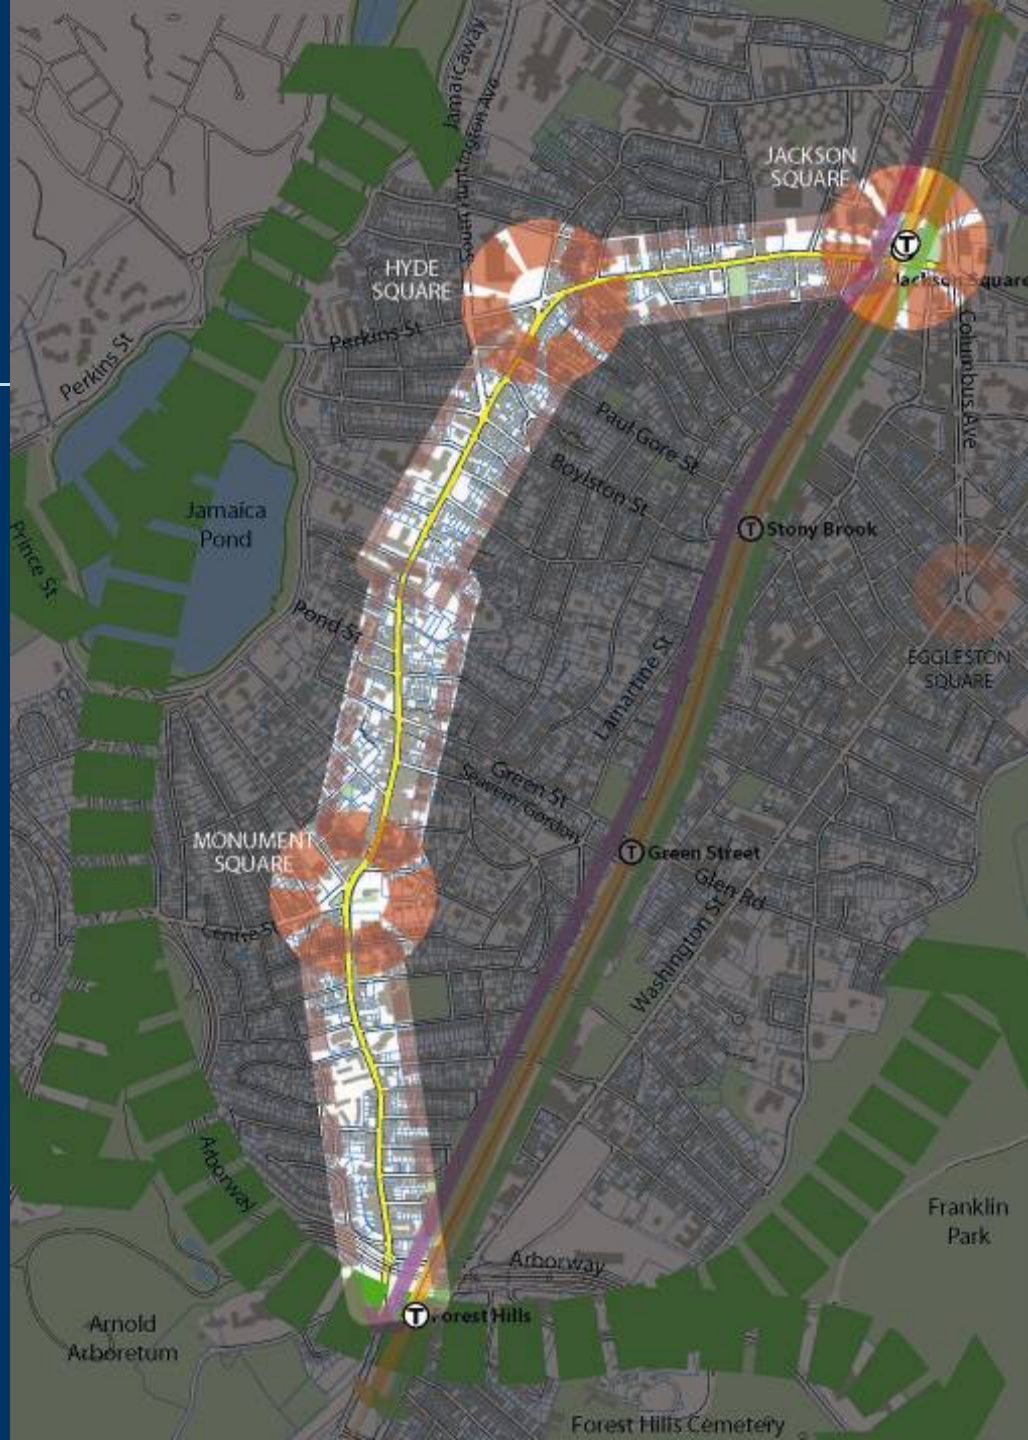 Jamaicaway
South Huntington Ave
JACKSON
SQUARE
T
Jackson Square
HYDE
SQUARE
Perkins St
Perkins St
Columbus Ave
Paul Gore St
Boylston St
Jamaica
Pond
T Stony Brook
Prince St
Pond St
EGGLESTON
SQUARE
Lamartine St
Green St
Seavern/Gordon
MONUMENT
SQUARE
T Green Street
Glen Rd
Centre St
Washington St
Arborway
Franklin
Park
Arborway
T Forest Hills
Arnold
Arboretum
Forest Hills Cemetery